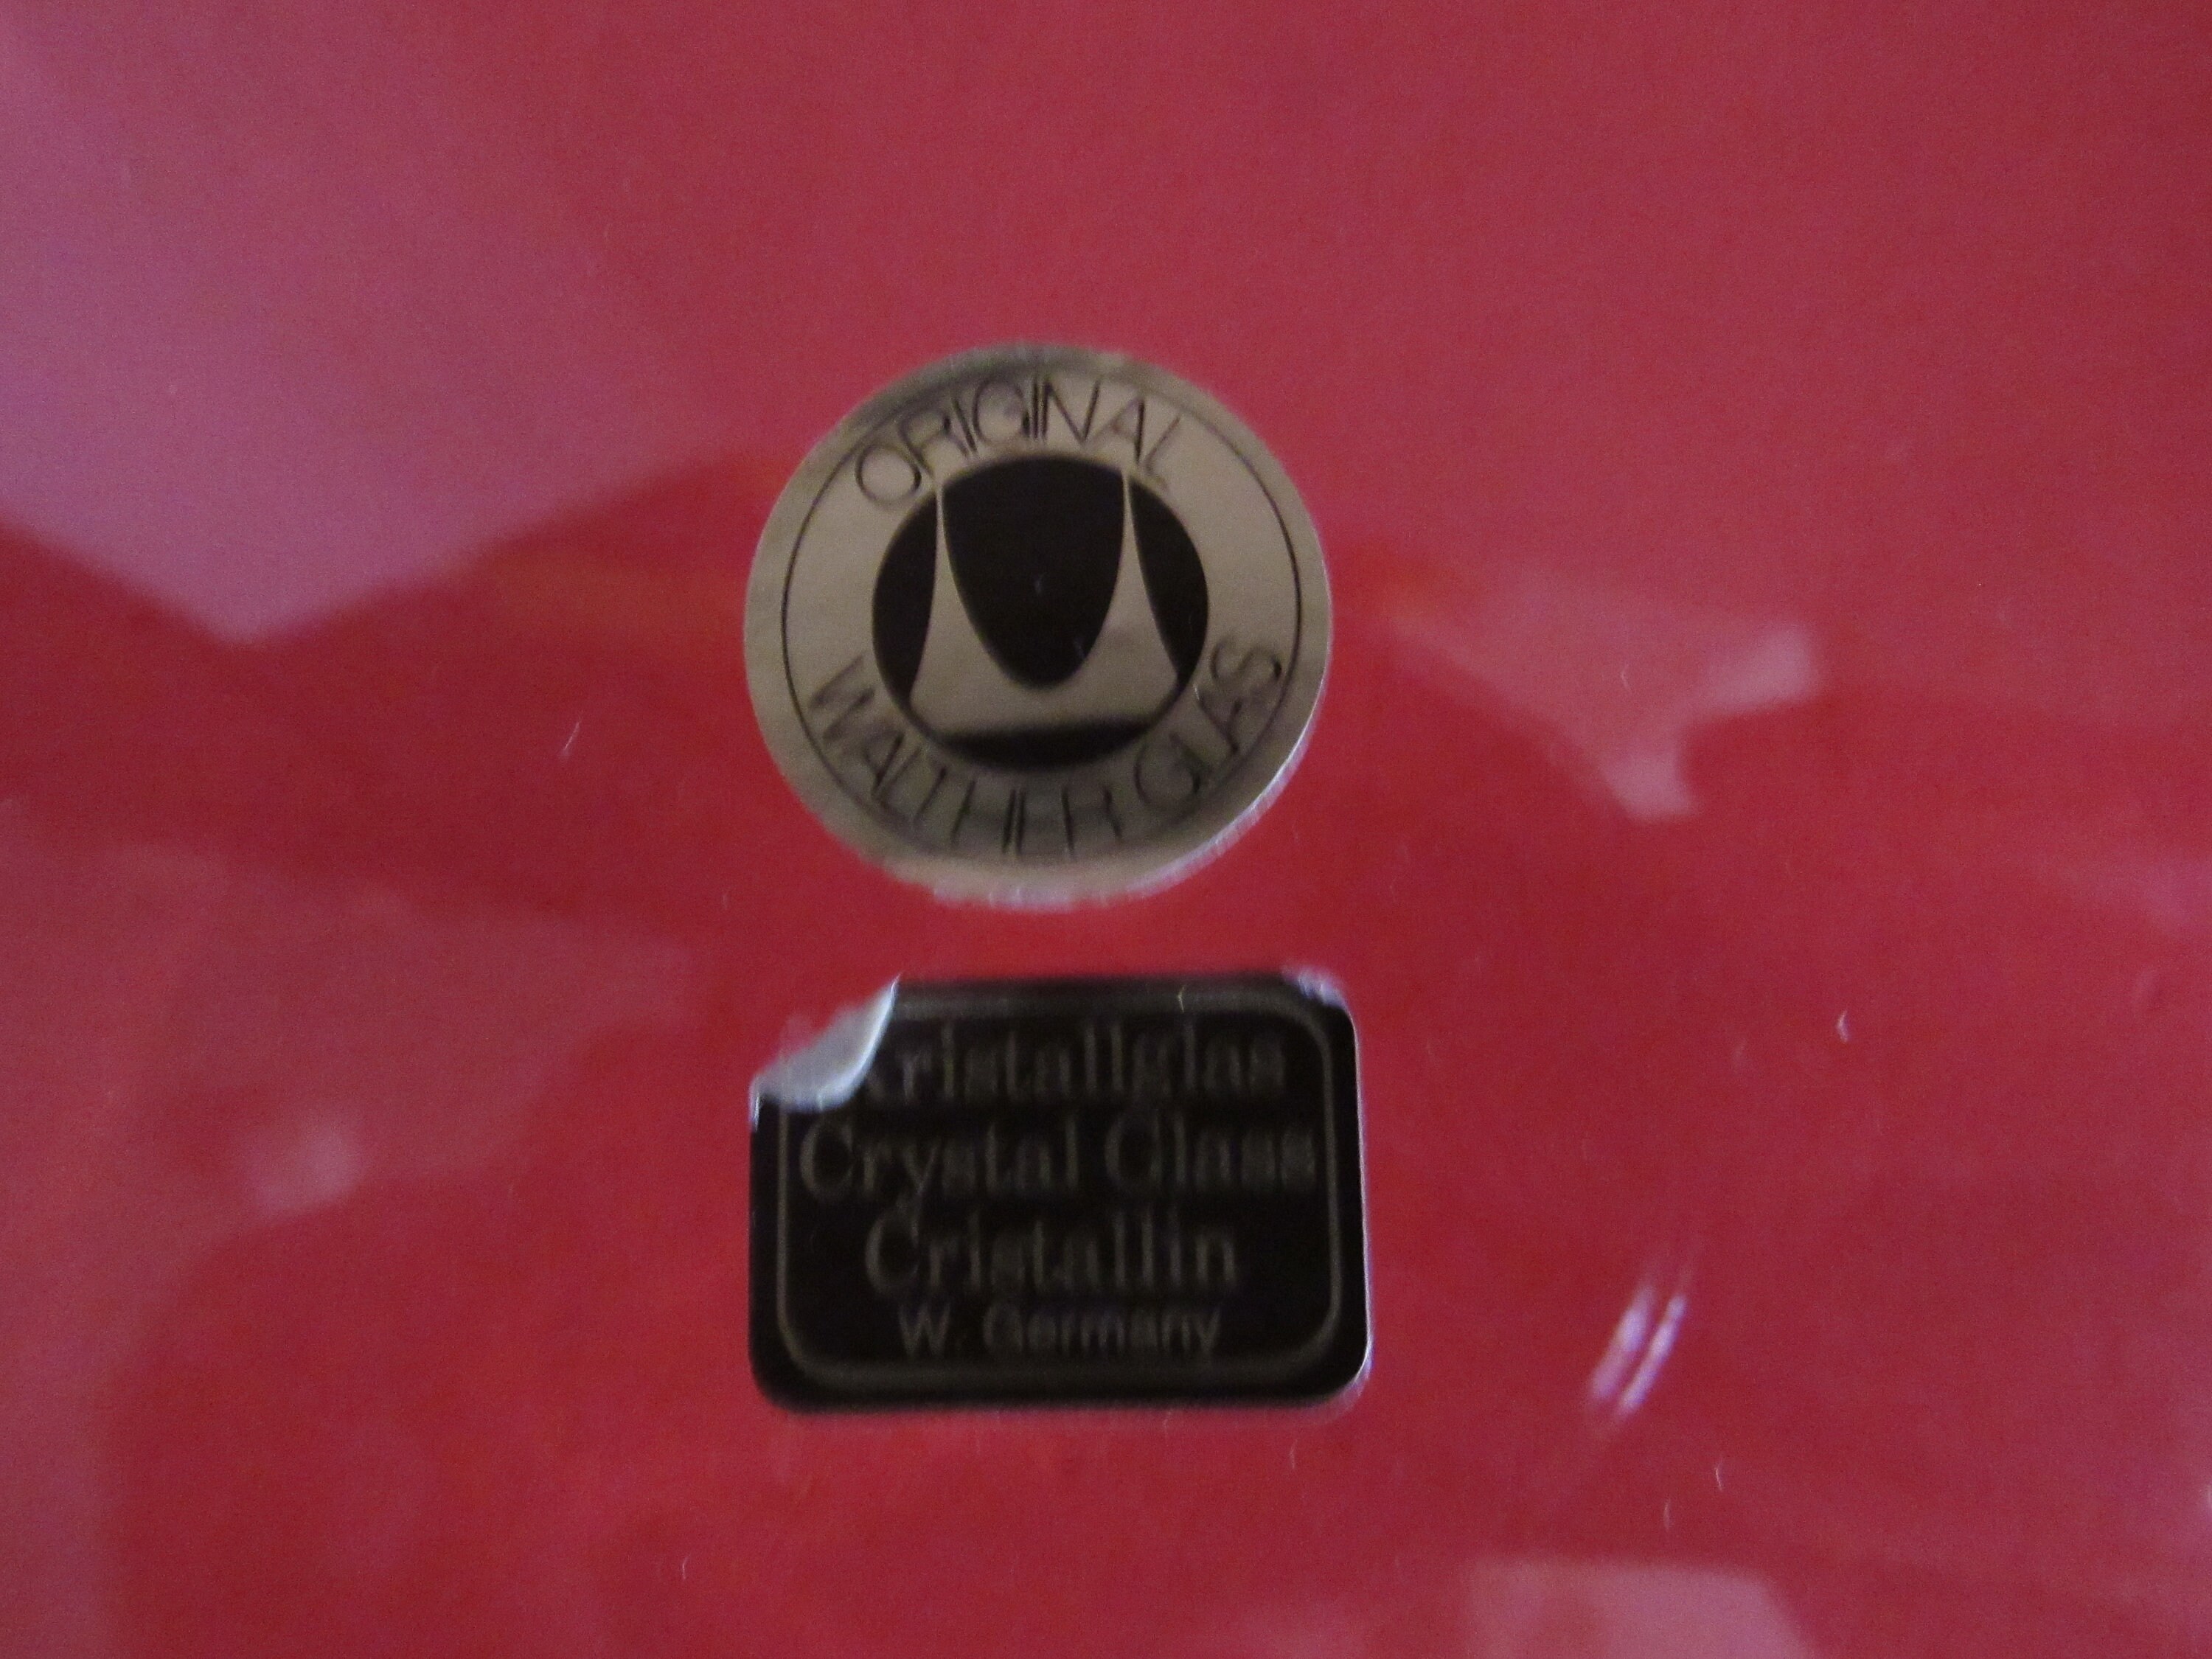 ORIGINAL
WALTHER GLAS
Kristallglas
Crystal Glass
Cristallin
W. Germany